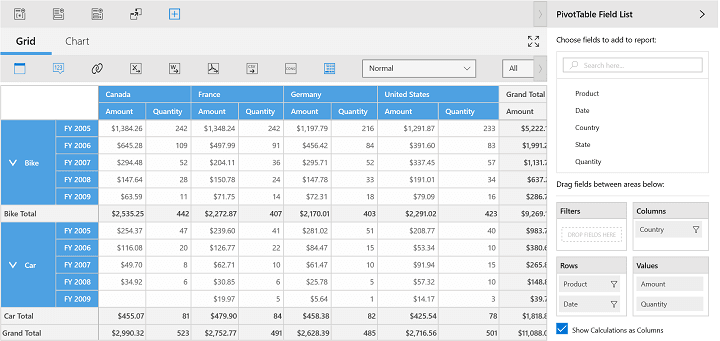 PivotTable Field List
Grid Chart
Choose fields to add to report:
Search here...
Normal All
Product
Date
Country
State
Quantity
Drag fields between areas below:
Filters Columns
DROP FIELDS HERE Country
Rows Values
Product Amount
Date Quantity
Show Calculations as Columns
Canada France Germany United States Grand Total
Amount Quantity Amount Quantity Amount Quantity Amount Quantity Amount
Bike
FY 2005 $1,384.26 242 $1,348.24 242 $1,197.79 216 $1,291.87 233 $5,222.
FY 2006 $645.28 109 $497.99 91 $456.42 84 $391.60 83 $1,991.2
FY 2007 $294.48 52 $204.11 36 $295.71 52 $337.45 57 $1,131.7
FY 2008 $147.64 28 $150.78 24 $147.78 33 $191.01 34 $637.2
FY 2009 $63.59 11 $71.75 14 $72.31 18 $79.09 16 $286.7
Bike Total $2,535.25 442 $2,272.87 407 $2,170.01 403 $2,291.02 423 $9,269.
Car
FY 2005 $254.37 47 $239.60 41 $281.02 51 $208.77 40 $983.7
FY 2006 $116.08 20 $126.77 22 $84.47 15 $53.34 10 $380.6
FY 2007 $49.70 8 $62.71 10 $61.47 10 $91.94 15 $265.8
FY 2008 $34.92 6 $30.85 6 $25.78 5 $57.32 10 $148.8
FY 2009 $19.97 5 $5.64 1 $14.17 3 $39.7
Car Total $455.07 81 $479.90 84 $458.38 82 $425.54 78 $1,818.8
Grand Total $2,990.32 523 $2,752.77 491 $2,628.39 485 $2,716.56 501 $11,088.0